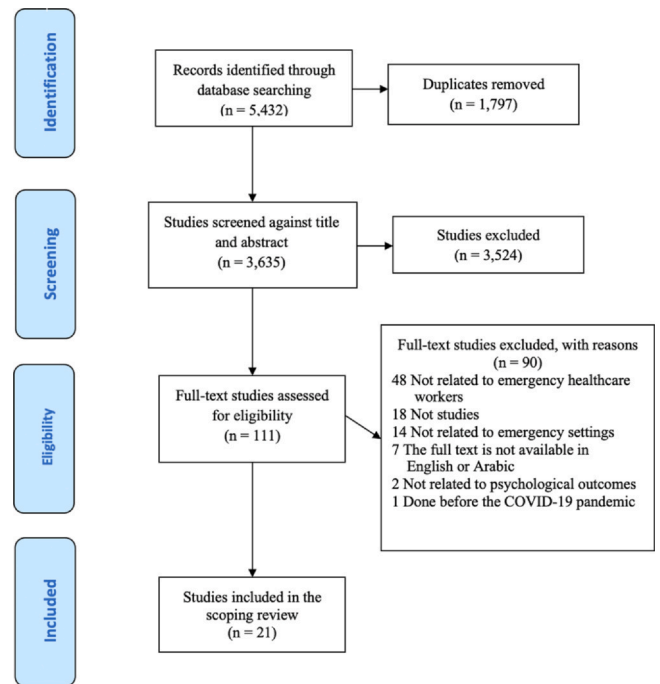 Identification
Records identified through
database searching
(n = 5,432)
Duplicates removed
(n = 1,797)
Screening
Studies screened against title
and abstract
(n = 3,635)
Studies excluded
(n = 3,524)
Eligibility
Full-text studies assessed
for eligibility
(n = 111)
Full-text studies excluded, with reasons
(n = 90)
48 Not related to emergency healthcare
workers
18 Not studies
14 Not related to emergency settings
7 The full text is not available in
English or Arabic
2 Not related to psychological outcomes
1 Done before the COVID-19 pandemic
Included
Studies included in the
scoping review
(n = 21)